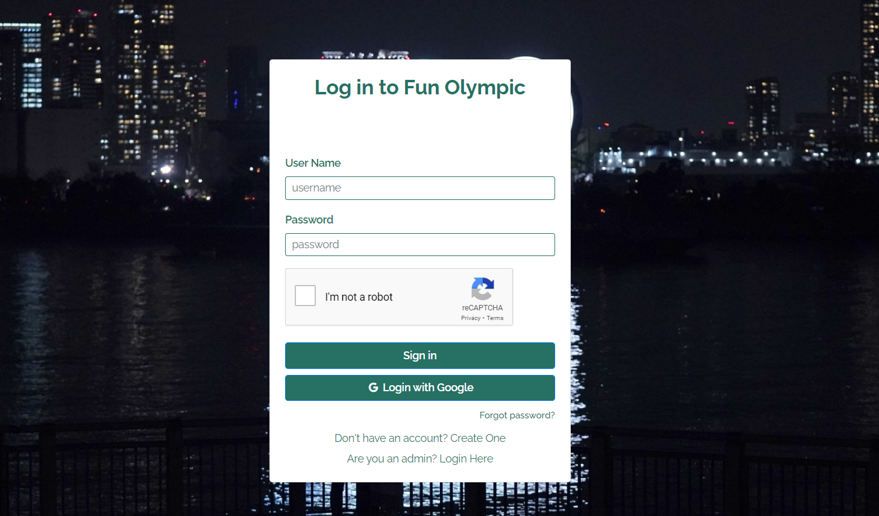 Log in to Fun Olympic
User Name
username
Password
password
I'm not a robot
reCAPTCHA
Privacy - Terms
Sign in
G Login with Google
Forgot password?
Don't have an account? Create One
Are you an admin? Login Here